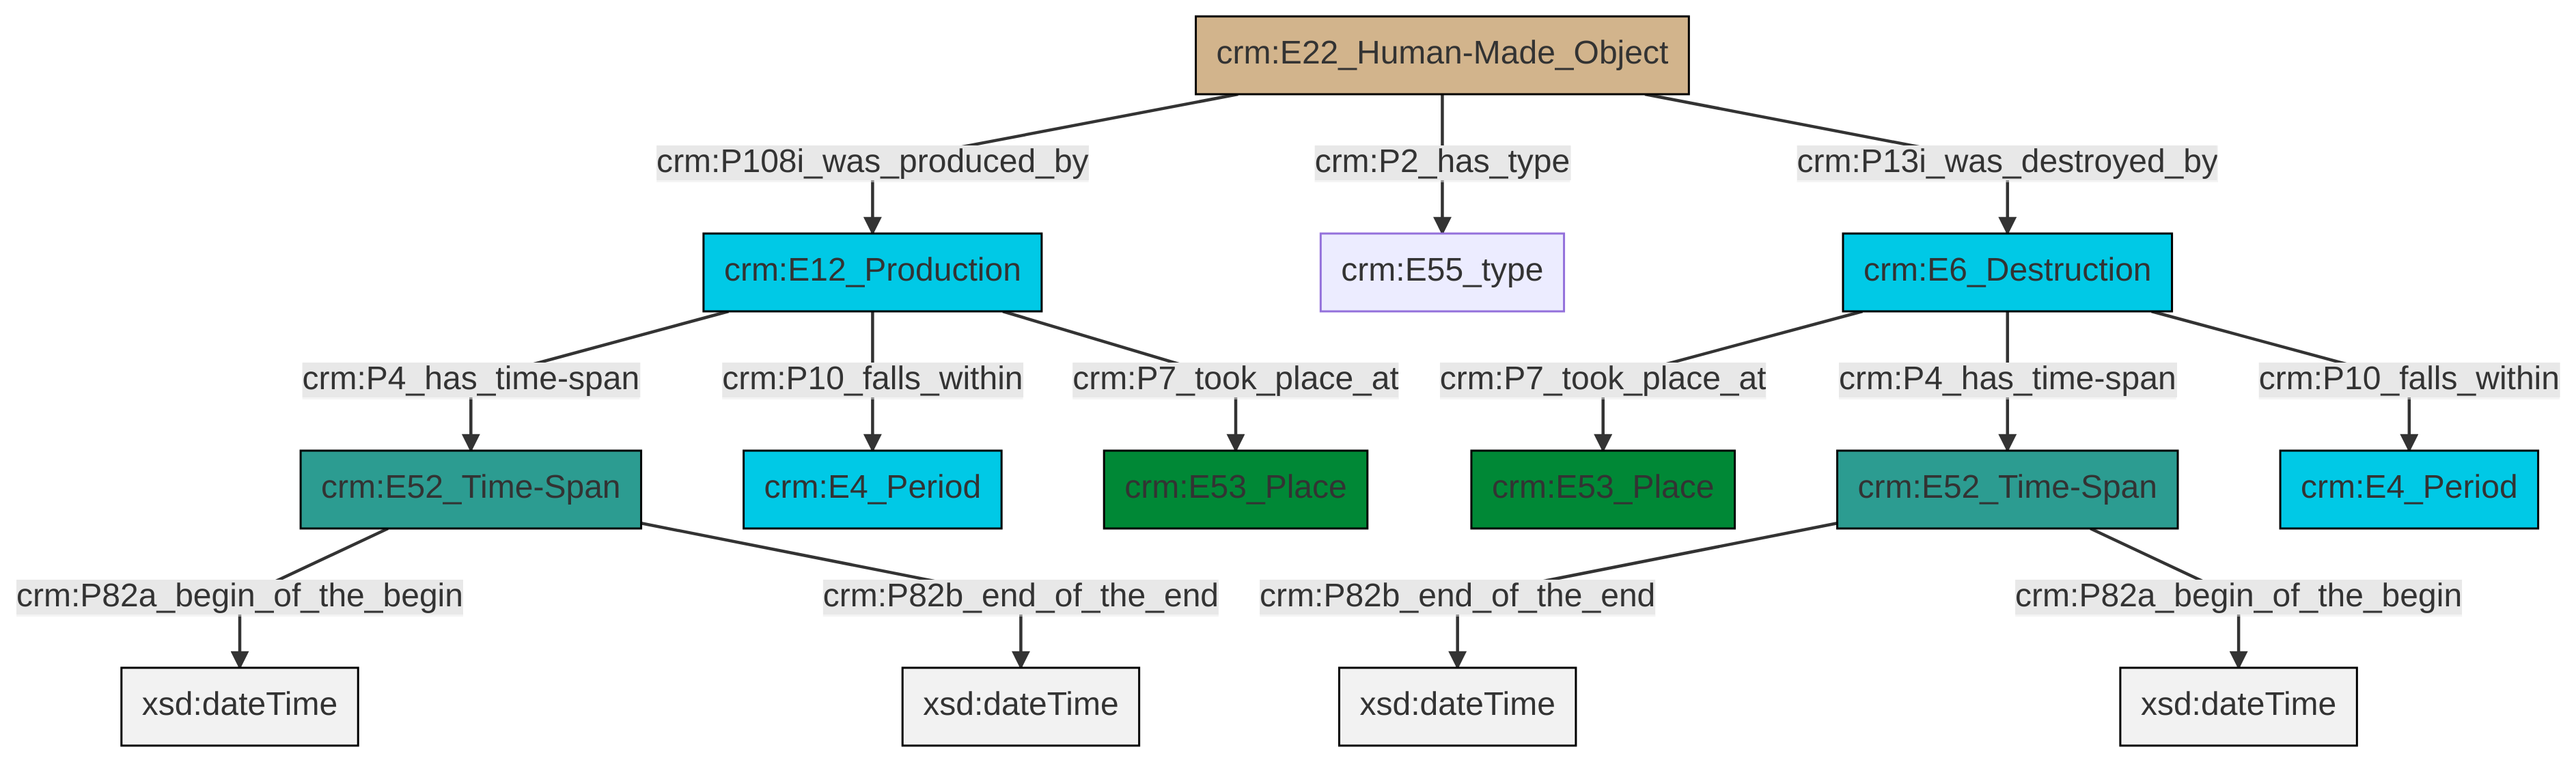 crm:E22_Human-Made_Object
crm:P108i_was_produced_by
crm:P2_has_type
crm:P13i_was_destroyed_by
crm:E12_Production
crm:E55_type
crm:E6_Destruction
crm:P4_has_time-span
crm:P10_falls_within
crm:P7_took_place_at
crm:P7_took_place_at
crm:P4_has_time-span
crm:P10_falls_within
crm:E52_Time-Span
crm:E4_Period
crm:E53_Place
crm:E53_Place
crm:E52_Time-Span
crm:E4_Period
crm:P82a_begin_of_the_begin
crm:P82b_end_of_the_end
crm:P82b_end_of_the_end
crm:P82a_begin_of_the_begin
xsd:dateTime
xsd:dateTime
xsd:dateTime
xsd:dateTime